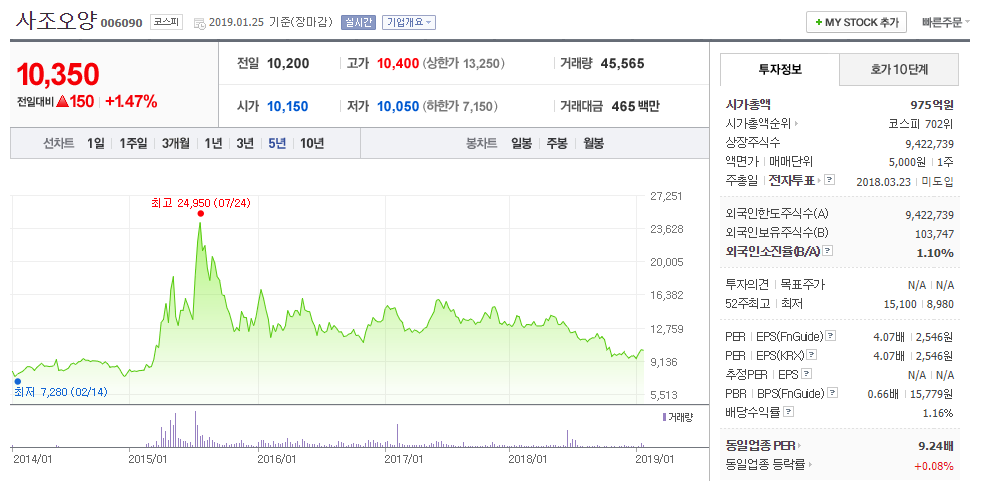 사조오양 006090 코스피 2019.01.25 기준(장마감) 실시간 기업개요
+ MY STOCK 추가 빠른주문
10,350
전일대비 ▲150 +1.47%
전일 10,200 고가 10,400 (상한가 13,250) 거래량 45,565
시가 10,150 저가 10,050 (하한가 7,150) 거래대금 465 백만
선차트 1일 1주일 3개월 1년 3년 5년 10년 봉차트 일봉 주봉 월봉
최고 24,950 (07/24)
최저 7,280 (02/14)
27,251
23,628
20,005
16,382
12,759
9,136
5,513
거래량
2014/01 2015/01 2016/01 2017/01 2018/01 2019/01
투자정보 호가 10단계
시가총액 975억원
시가총액순위 코스피 702위
상장주식수 9,422,739
액면가 매매단위 5,000원 1주
주총일 전자투표 ? 2018.03.23 미도입
외국인한도주식수(A) 9,422,739
외국인보유주식수(B) 103,747
외국인소진율(B/A) ? 1.10%
투자의견 목표주가 N/A N/A
52주최고 최저 15,100 8,980
PER EPS(FnGuide) ? 4.07배 2,546원
PER EPS(KRX) ? 4.07배 2,546원
추정PER EPS ? N/A N/A
PBR BPS(FnGuide) ? 0.66배 15,779원
배당수익률 ? 1.16%
동일업종 PER 9.24배
동일업종 등락률 +0.08%